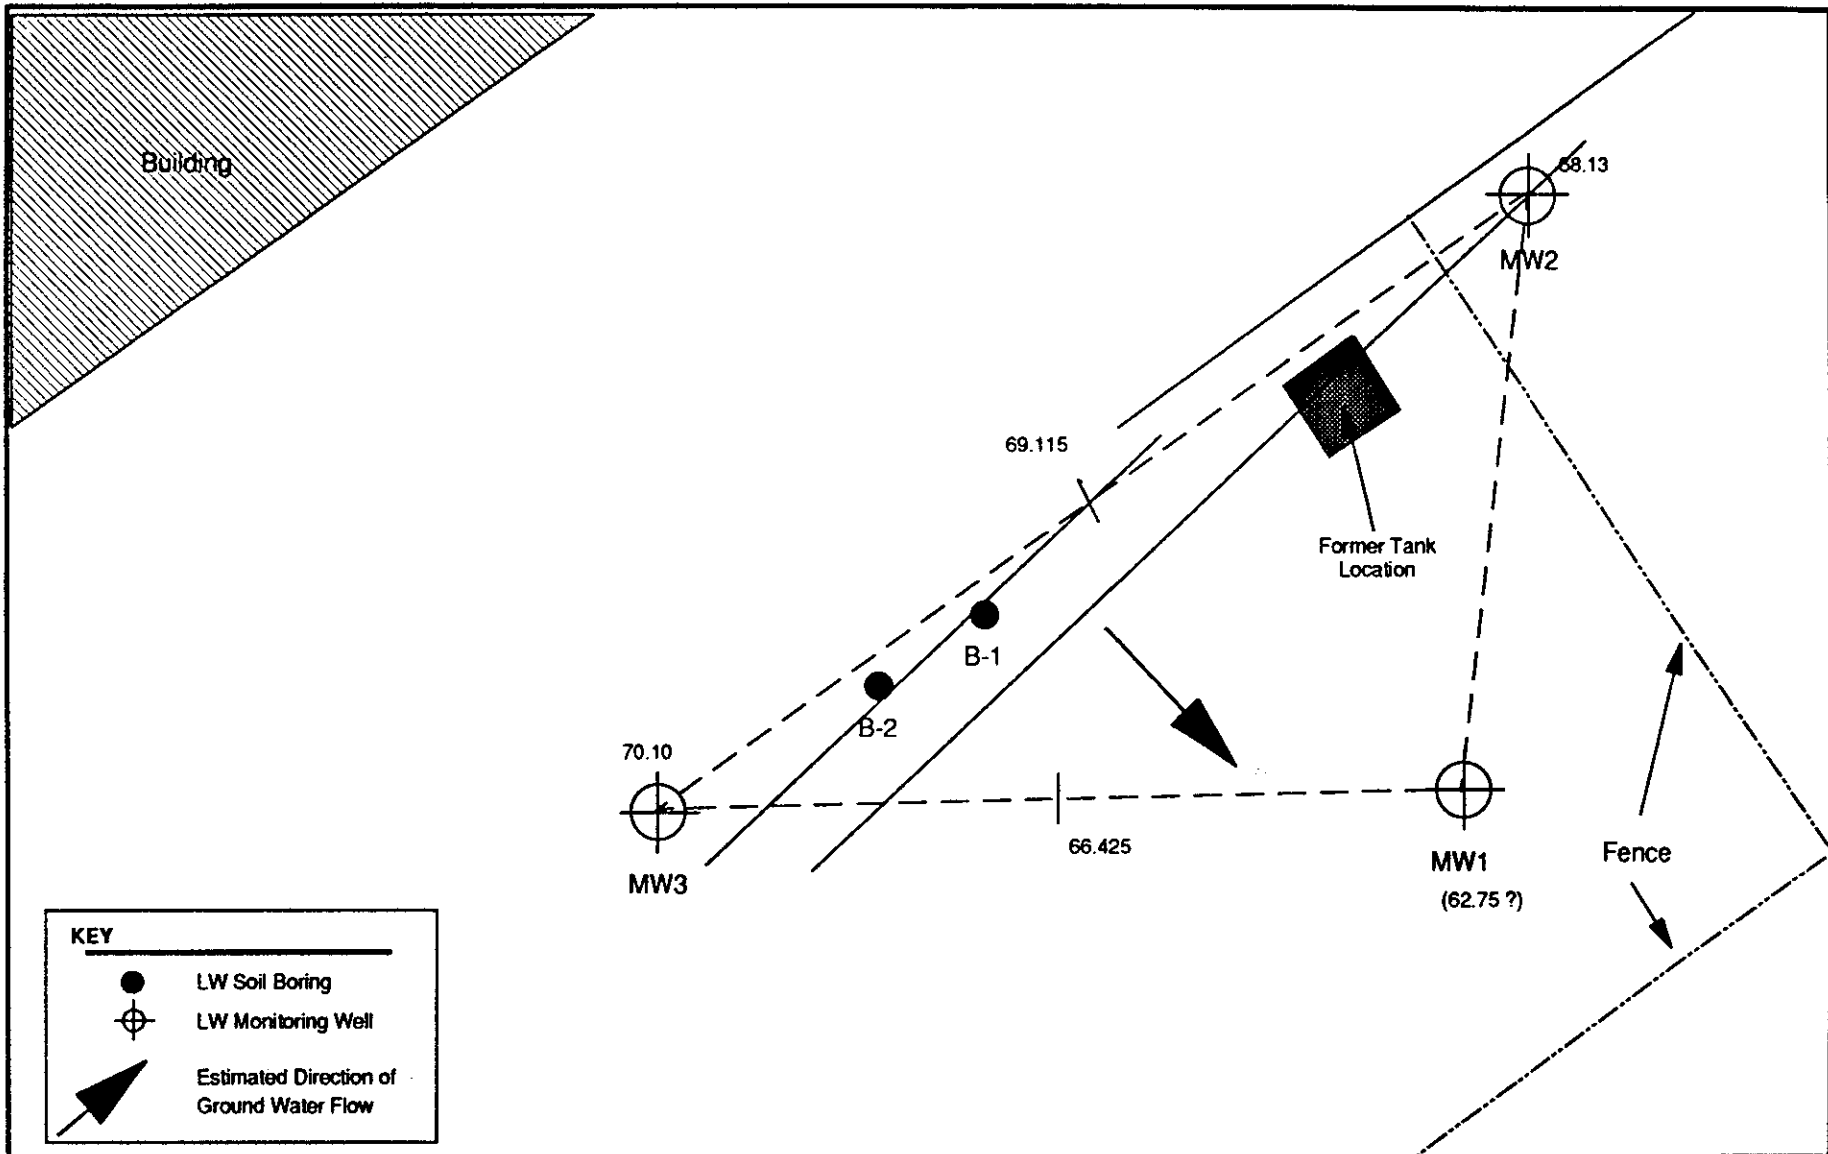 Building
68.13
MW2
69.115
Former Tank
Location
B-1
B-2
70.10
66.425
MW3
MW1
(62.75 ?)
Fence
KEY
LW Soil Boring
LW Monitoring Well
Estimated Direction of
Ground Water Flow